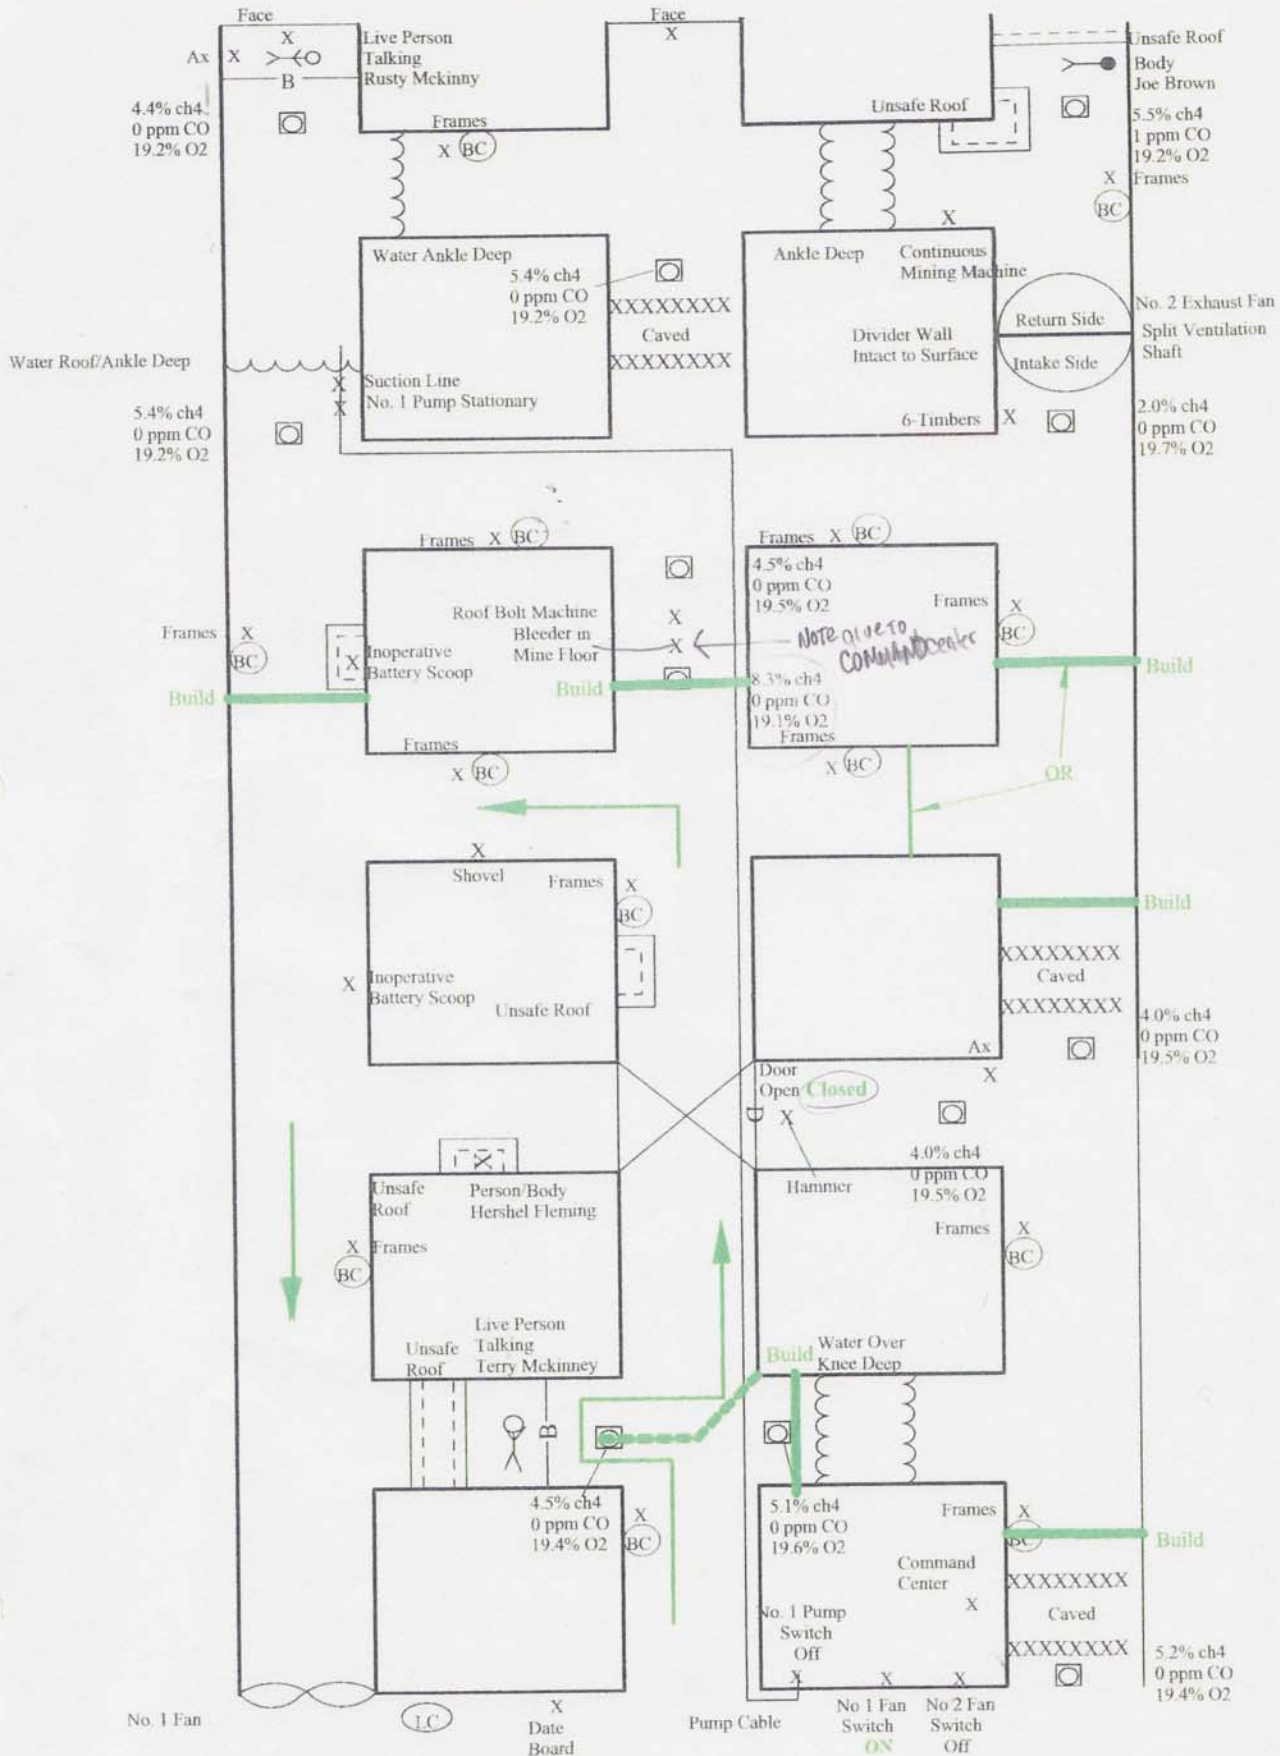 Face
Face
Ax X
X
B
Live Person
Talking
Rusty Mckinny
X
Unsafe Roof
Body
Joe Brown
4.4% ch4
0 ppm CO
19.2% O2
Frames
X BC
Unsafe Roof
5.5% ch4
1 ppm CO
19.2% O2
X Frames
BC
Water Ankle Deep
5.4% ch4
0 ppm CO
19.2% O2
XXXXXXXX
Caved
XXXXXXXX
X
Ankle Deep
Continuous
Mining Machine
Divider Wall
Intact to Surface
Return Side
Intake Side
No. 2 Exhaust Fan
Split Ventilation
Shaft
Water Roof/Ankle Deep
X
X
Suction Line
No. 1 Pump Stationary
5.4% ch4
0 ppm CO
19.2% O2
6-Timbers X
2.0% ch4
0 ppm CO
19.7% O2
Frames X BC
Frames X BC
4.5% ch4
0 ppm CO
19.5% O2
Frames X
BC
Frames X
BC
X
Inoperative
Battery Scoop
Roof Bolt Machine
Bleeder in
Mine Floor
X
X
NOTE give to
COMMAND center
Build
Build
Build
8.3% ch4
0 ppm CO
19.1% O2
Frames
X BC
Frames
X BC
OR
X
Shovel
Frames X
BC
Build
X Inoperative
Battery Scoop
Unsafe Roof
XXXXXXXX
Caved
XXXXXXXX
4.0% ch4
0 ppm CO
19.5% O2
Ax
X
Door
Open Closed
D X
4.0% ch4
0 ppm CO
19.5% O2
Hammer
X
Unsafe
Roof
Person/Body
Hershel Fleming
X Frames
BC
Frames X
BC
Live Person
Talking
Terry Mckinney
Unsafe
Roof
Build
Water Over
Knee Deep
B
4.5% ch4
0 ppm CO
19.4% O2
X
BC
5.1% ch4
0 ppm CO
19.6% O2
Frames X
BC
Build
Command
Center
X
XXXXXXXX
Caved
XXXXXXXX
No. 1 Pump
Switch
Off
X
X
X
5.2% ch4
0 ppm CO
19.4% O2
No. 1 Fan
LC
X
Date
Board
Pump Cable
No 1 Fan
Switch
ON
No 2 Fan
Switch
Off